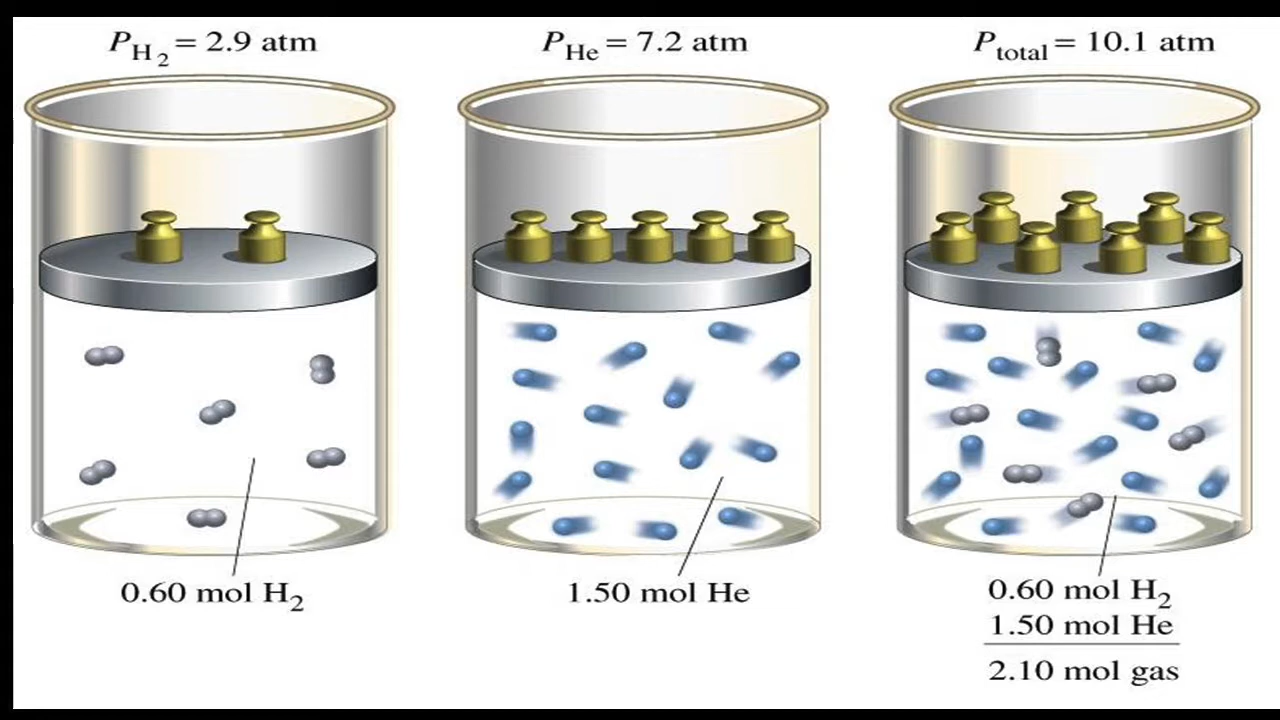 P_H₂ = 2.9 atm
P_He = 7.2 atm
P_total = 10.1 atm
0.60 mol H₂
1.50 mol He
0.60 mol H₂
1.50 mol He
2.10 mol gas